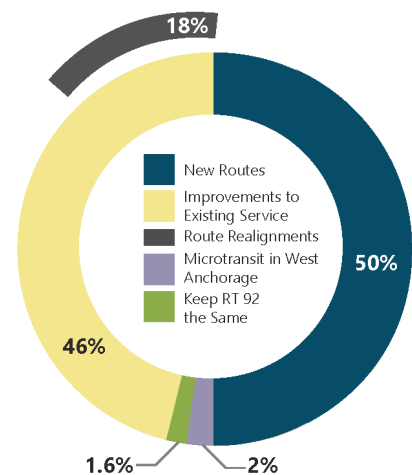 18%
New Routes
Improvements to
Existing Service
Route Realignments
Microtransit in West
Anchorage
Keep RT 92
the Same
50%
46%
1.6%
2%